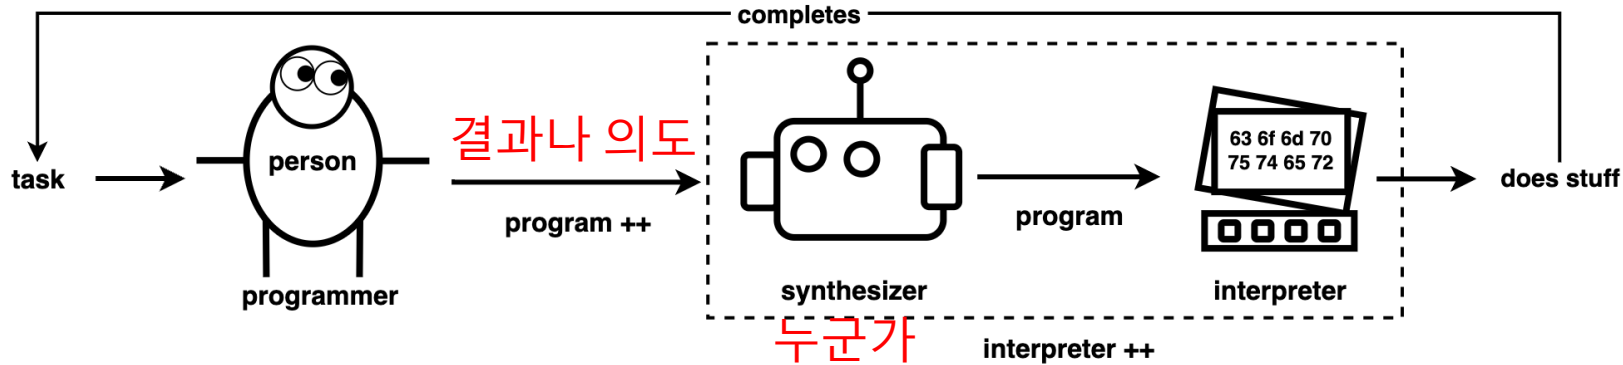 completes
task
person
programmer
결과나 의도
program ++
synthesizer
누군가
program
63 6f 6d 70
75 74 65 72
interpreter
interpreter ++
does stuff